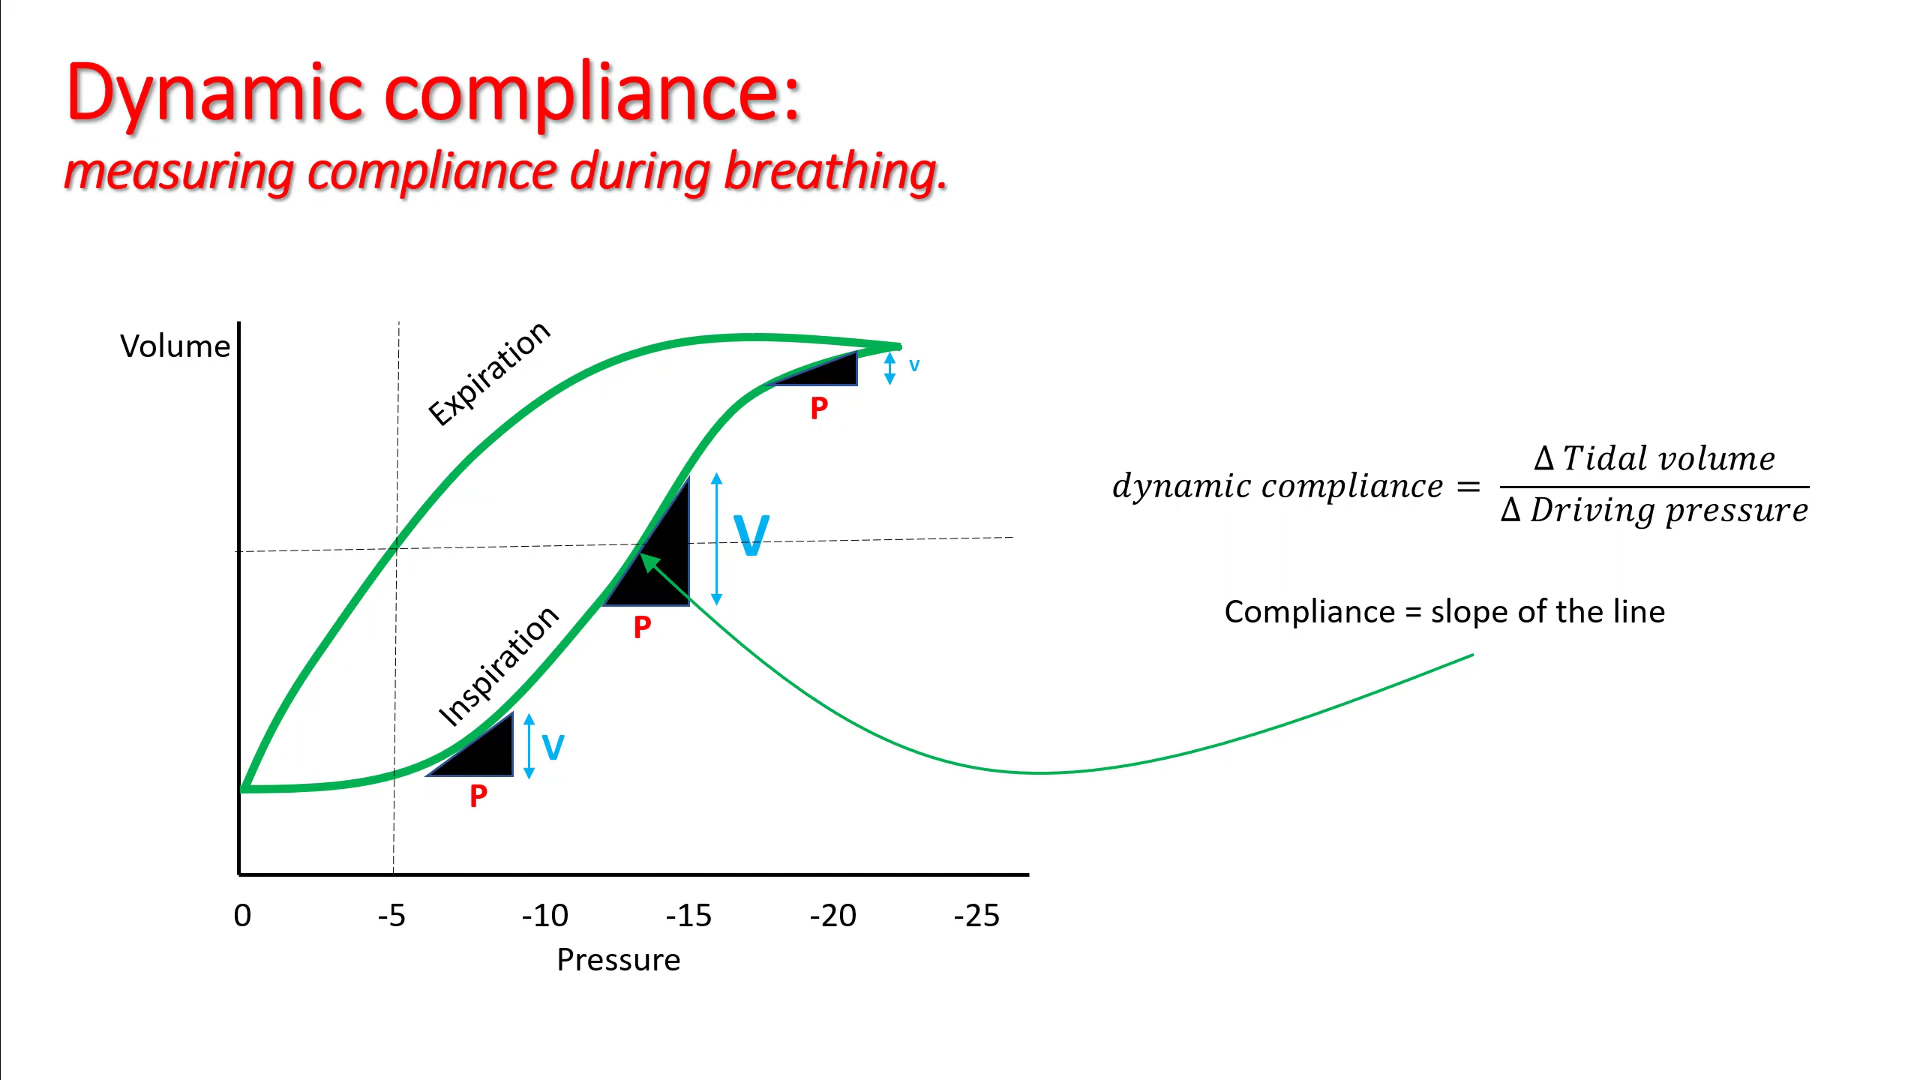 Dynamic compliance:
measuring compliance during breathing.
Volume
Expiration
v
P
V
P
Inspiration
V
P
0 -5 -10 -15 -20 -25
Pressure
dynamic compliance = Δ Tidal volume / Δ Driving pressure
Compliance = slope of the line